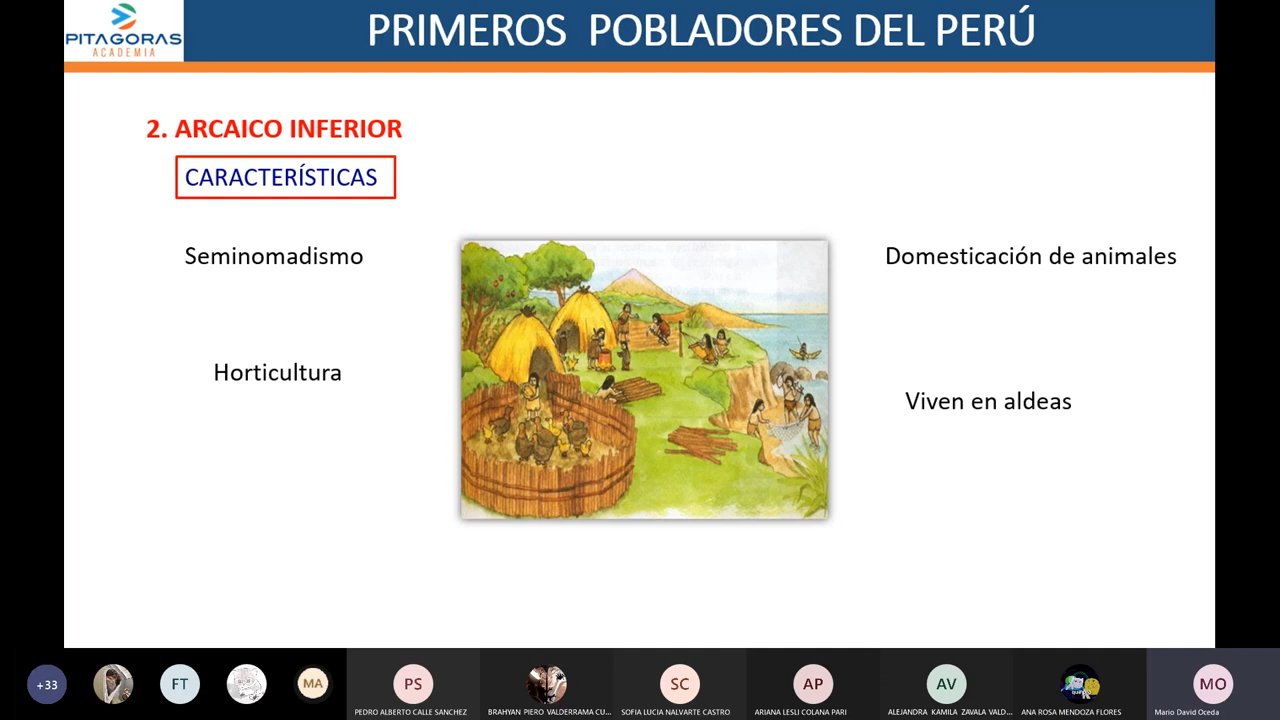 PITAGORAS
ACADEMIA
PRIMEROS POBLADORES DEL PERÚ
2. ARCAICO INFERIOR
CARACTERÍSTICAS
Seminomadismo
Domesticación de animales
Horticultura
Viven en aldeas
+33
FT
MA
PS
SC
AP
AV
MO
PEDRO ALBERTO CALLE SANCHEZ
BRAHYAN PIERO VALDERRAMA CU...
SOFIA LUCIA NALVARTE CASTRO
ARIANA LESLI COLANA PARI
ALEJANDRA KAMILA ZAVALA VALD...
ANA ROSA MENDOZA FLORES
Mario David Oceda